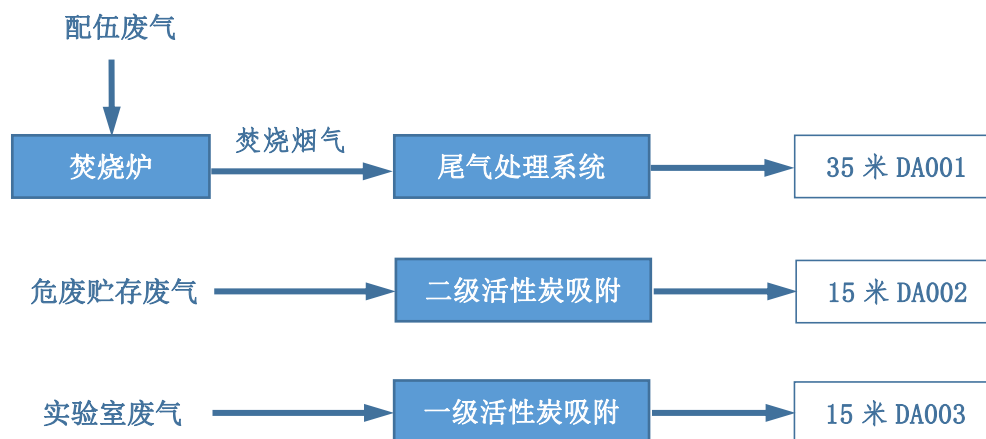 配伍废气
焚烧炉
焚烧烟气
尾气处理系统
35 米 DA001
危废贮存废气
二级活性炭吸附
15 米 DA002
实验室废气
一级活性炭吸附
15 米 DA003